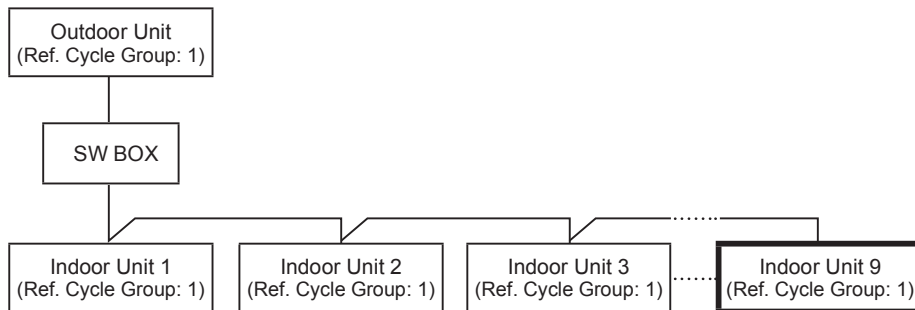 Outdoor Unit
(Ref. Cycle Group: 1)
SW BOX
Indoor Unit 1
(Ref. Cycle Group: 1)
Indoor Unit 2
(Ref. Cycle Group: 1)
Indoor Unit 3
(Ref. Cycle Group: 1)
Indoor Unit 9
(Ref. Cycle Group: 1)